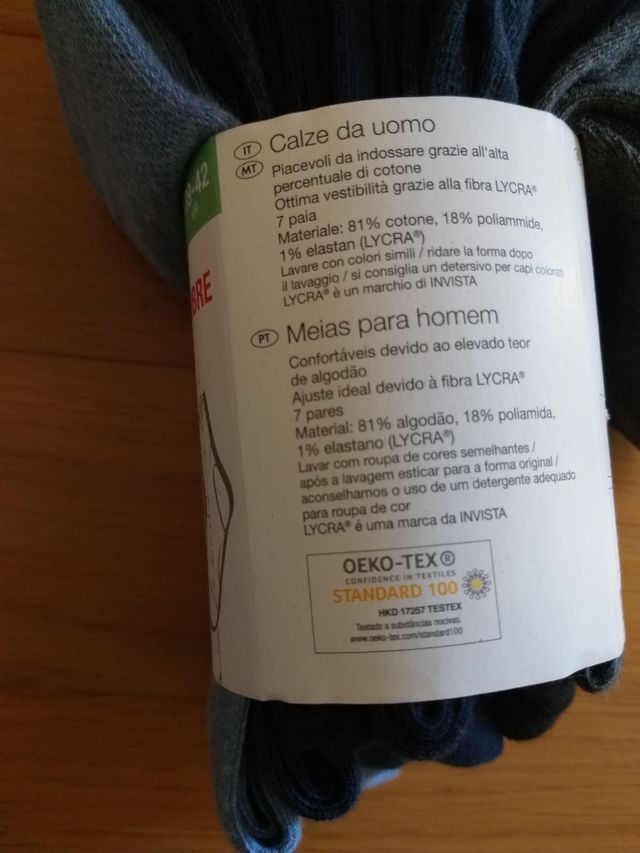 39-42
BRE
IT Calze da uomo
MT Piacevoli da indossare grazie all'alta
percentuale di cotone
Ottima vestibilità grazie alla fibra LYCRA®
7 paia
Materiale: 81% cotone, 18% poliammide,
1% elastan (LYCRA®)
Lavare con colori simili / ridare la forma dopo
il lavaggio / si consiglia un detersivo per capi colorati
LYCRA® è un marchio di INVISTA
PT Meias para homem
Confortáveis devido ao elevado teor
de algodão
Ajuste ideal devido à fibra LYCRA®
7 pares
Material: 81% algodão, 18% poliamida,
1% elastano (LYCRA®)
Lavar com roupa de cores semelhantes /
após a lavagem esticar para a forma original /
aconselhamos o uso de um detergente adequado
para roupa de cor
LYCRA® é uma marca da INVISTA
OEKO-TEX®
CONFIDENCE IN TEXTILES
STANDARD 100
HKD 17257 TESTEX
Testado a substâncias nocivas.
www.oeko-tex.com/standard100